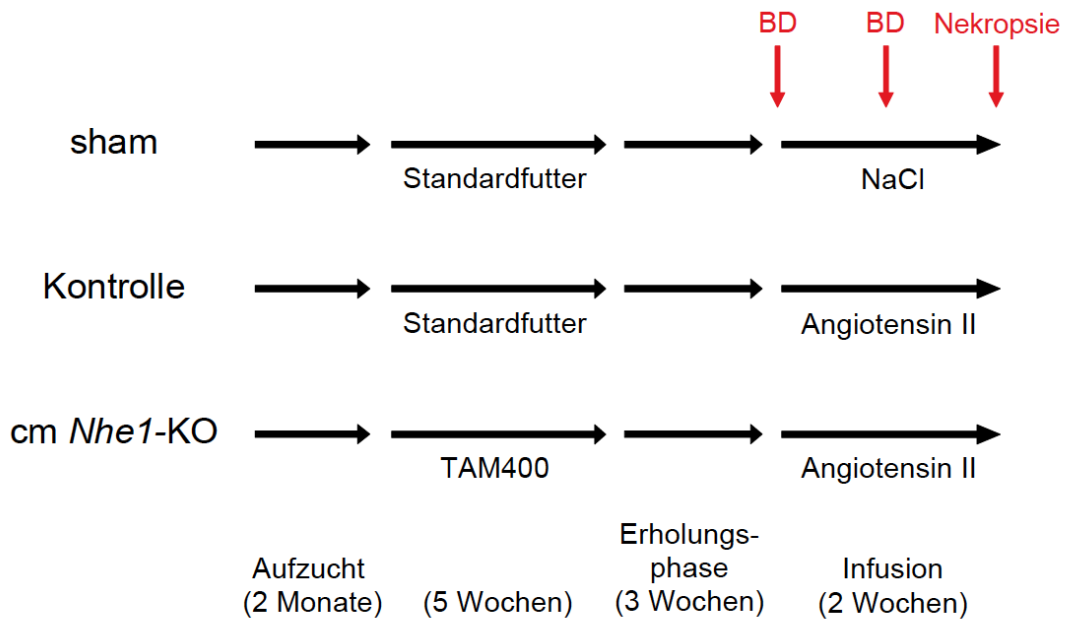 BD BD Nekropsie
sham
Standardfutter NaCl
Kontrolle
Standardfutter Angiotensin II
cm Nhe1-KO
TAM400 Angiotensin II
Aufzucht
(2 Monate)
(5 Wochen)
Erholungs-
phase
(3 Wochen)
Infusion
(2 Wochen)